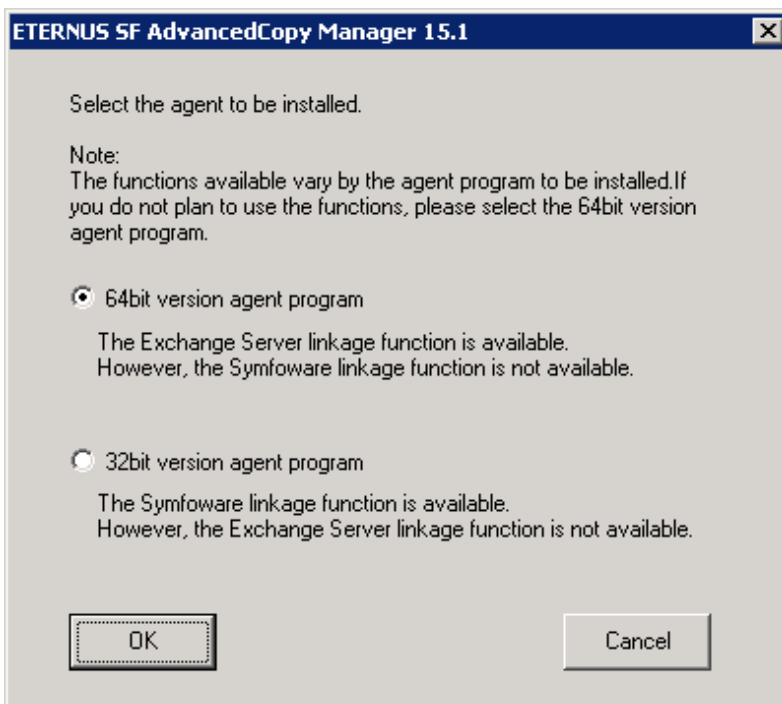 ETERNUS SF AdvancedCopy Manager 15.1
Select the agent to be installed.
Note:
The functions available vary by the agent program to be installed.If
you do not plan to use the functions, please select the 64bit version
agent program.
64bit version agent program
The Exchange Server linkage function is available.
However, the Symfoware linkage function is not available.
32bit version agent program
The Symfoware linkage function is available.
However, the Exchange Server linkage function is not available.
OK
Cancel